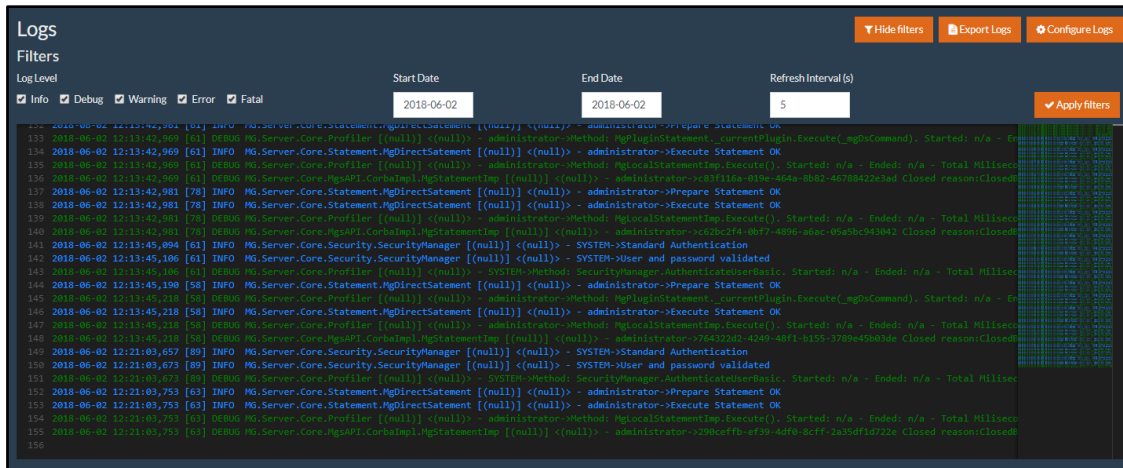 Logs
Hide filters
Export Logs
Configure Logs
Filters
Log Level
Start Date
End Date
Refresh Interval (s)
Info Debug Warning Error Fatal
2018-06-02
2018-06-02
5
Apply filters
132 2018-06-02 12:13:42,961 [61] INFO MG.Server.Core.Statement.MgDirectSatement [(null)] <(null)> - administrator->Prepare Statement OK
133 2018-06-02 12:13:42,969 [61] DEBUG MG.Server.Core.Profiler [(null)] <(null)> - administrator->Method: MgPluginStatement._currentPlugin.Execute(_mgDsCommand). Started: n/a - En
134 2018-06-02 12:13:42,969 [61] INFO MG.Server.Core.Statement.MgDirectSatement [(null)] <(null)> - administrator->Execute Statement OK
135 2018-06-02 12:13:42,969 [61] DEBUG MG.Server.Core.Profiler [(null)] <(null)> - administrator->Method: MgLocalStatementImp.Execute(). Started: n/a - Ended: n/a - Total Miliseco
136 2018-06-02 12:13:42,969 [61] DEBUG MG.Server.Core.MgsAPI.CorbaImpl.MgStatementImp [(null)] <(null)> - administrator->c83f116a-019e-464a-8b82-46788422e3ad Closed reason:ClosedB
137 2018-06-02 12:13:42,981 [78] INFO MG.Server.Core.Statement.MgDirectSatement [(null)] <(null)> - administrator->Prepare Statement OK
138 2018-06-02 12:13:42,981 [78] INFO MG.Server.Core.Statement.MgDirectSatement [(null)] <(null)> - administrator->Execute Statement OK
139 2018-06-02 12:13:42,981 [78] DEBUG MG.Server.Core.Profiler [(null)] <(null)> - administrator->Method: MgLocalStatementImp.Execute(). Started: n/a - Ended: n/a - Total Miliseco
140 2018-06-02 12:13:42,981 [78] DEBUG MG.Server.Core.MgsAPI.CorbaImpl.MgStatementImp [(null)] <(null)> - administrator->c62bc2f4-0bf7-4896-a6ac-05a5bc943042 Closed reason:ClosedB
141 2018-06-02 12:13:45,094 [61] INFO MG.Server.Core.Security.SecurityManager [(null)] <(null)> - SYSTEM->Standard Authentication
142 2018-06-02 12:13:45,106 [61] INFO MG.Server.Core.Security.SecurityManager [(null)] <(null)> - SYSTEM->User and password validated
143 2018-06-02 12:13:45,106 [61] DEBUG MG.Server.Core.Profiler [(null)] <(null)> - SYSTEM->Method: SecurityManager.AuthenticateUserBasic. Started: n/a - Ended: n/a - Total Milisec
144 2018-06-02 12:13:45,190 [58] INFO MG.Server.Core.Statement.MgDirectSatement [(null)] <(null)> - administrator->Prepare Statement OK
145 2018-06-02 12:13:45,218 [58] DEBUG MG.Server.Core.Profiler [(null)] <(null)> - administrator->Method: MgPluginStatement._currentPlugin.Execute(_mgDsCommand). Started: n/a - En
146 2018-06-02 12:13:45,218 [58] INFO MG.Server.Core.Statement.MgDirectSatement [(null)] <(null)> - administrator->Execute Statement OK
147 2018-06-02 12:13:45,218 [58] DEBUG MG.Server.Core.Profiler [(null)] <(null)> - administrator->Method: MgLocalStatementImp.Execute(). Started: n/a - Ended: n/a - Total Miliseco
148 2018-06-02 12:13:45,218 [58] DEBUG MG.Server.Core.MgsAPI.CorbaImpl.MgStatementImp [(null)] <(null)> - administrator->764322d2-4249-48f1-b155-3789e45b03de Closed reason:ClosedB
149 2018-06-02 12:21:03,657 [89] INFO MG.Server.Core.Security.SecurityManager [(null)] <(null)> - SYSTEM->Standard Authentication
150 2018-06-02 12:21:03,673 [89] INFO MG.Server.Core.Security.SecurityManager [(null)] <(null)> - SYSTEM->User and password validated
151 2018-06-02 12:21:03,673 [89] DEBUG MG.Server.Core.Profiler [(null)] <(null)> - SYSTEM->Method: SecurityManager.AuthenticateUserBasic. Started: n/a - Ended: n/a - Total Milisec
152 2018-06-02 12:21:03,753 [63] INFO MG.Server.Core.Statement.MgDirectSatement [(null)] <(null)> - administrator->Prepare Statement OK
153 2018-06-02 12:21:03,753 [63] INFO MG.Server.Core.Statement.MgDirectSatement [(null)] <(null)> - administrator->Execute Statement OK
154 2018-06-02 12:21:03,753 [63] DEBUG MG.Server.Core.Profiler [(null)] <(null)> - administrator->Method: MgLocalStatementImp.Execute(). Started: n/a - Ended: n/a - Total Miliseco
155 2018-06-02 12:21:03,753 [63] DEBUG MG.Server.Core.MgsAPI.CorbaImpl.MgStatementImp [(null)] <(null)> - administrator->290ceffb-ef39-4df0-8cff-2a35df1d722e Closed reason:ClosedB
156